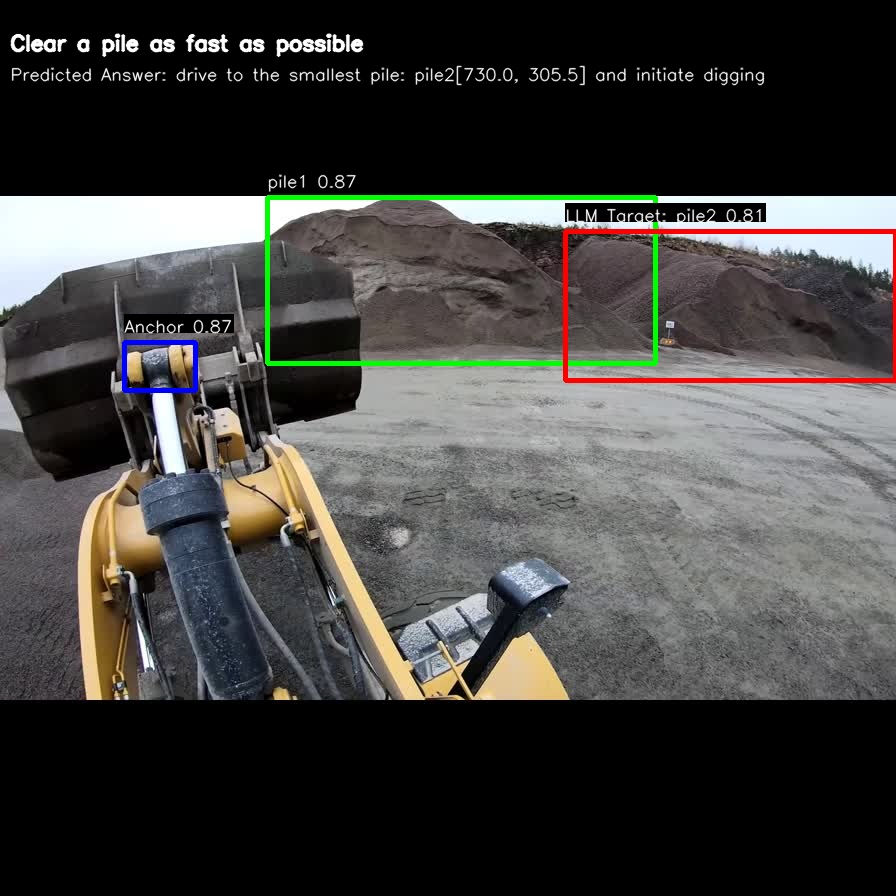 Clear a pile as fast as possible
Predicted Answer: drive to the smallest pile: pile2[730.0, 305.5] and initiate digging
pile1 0.87
LLM Target: pile2 0.81
Anchor 0.87